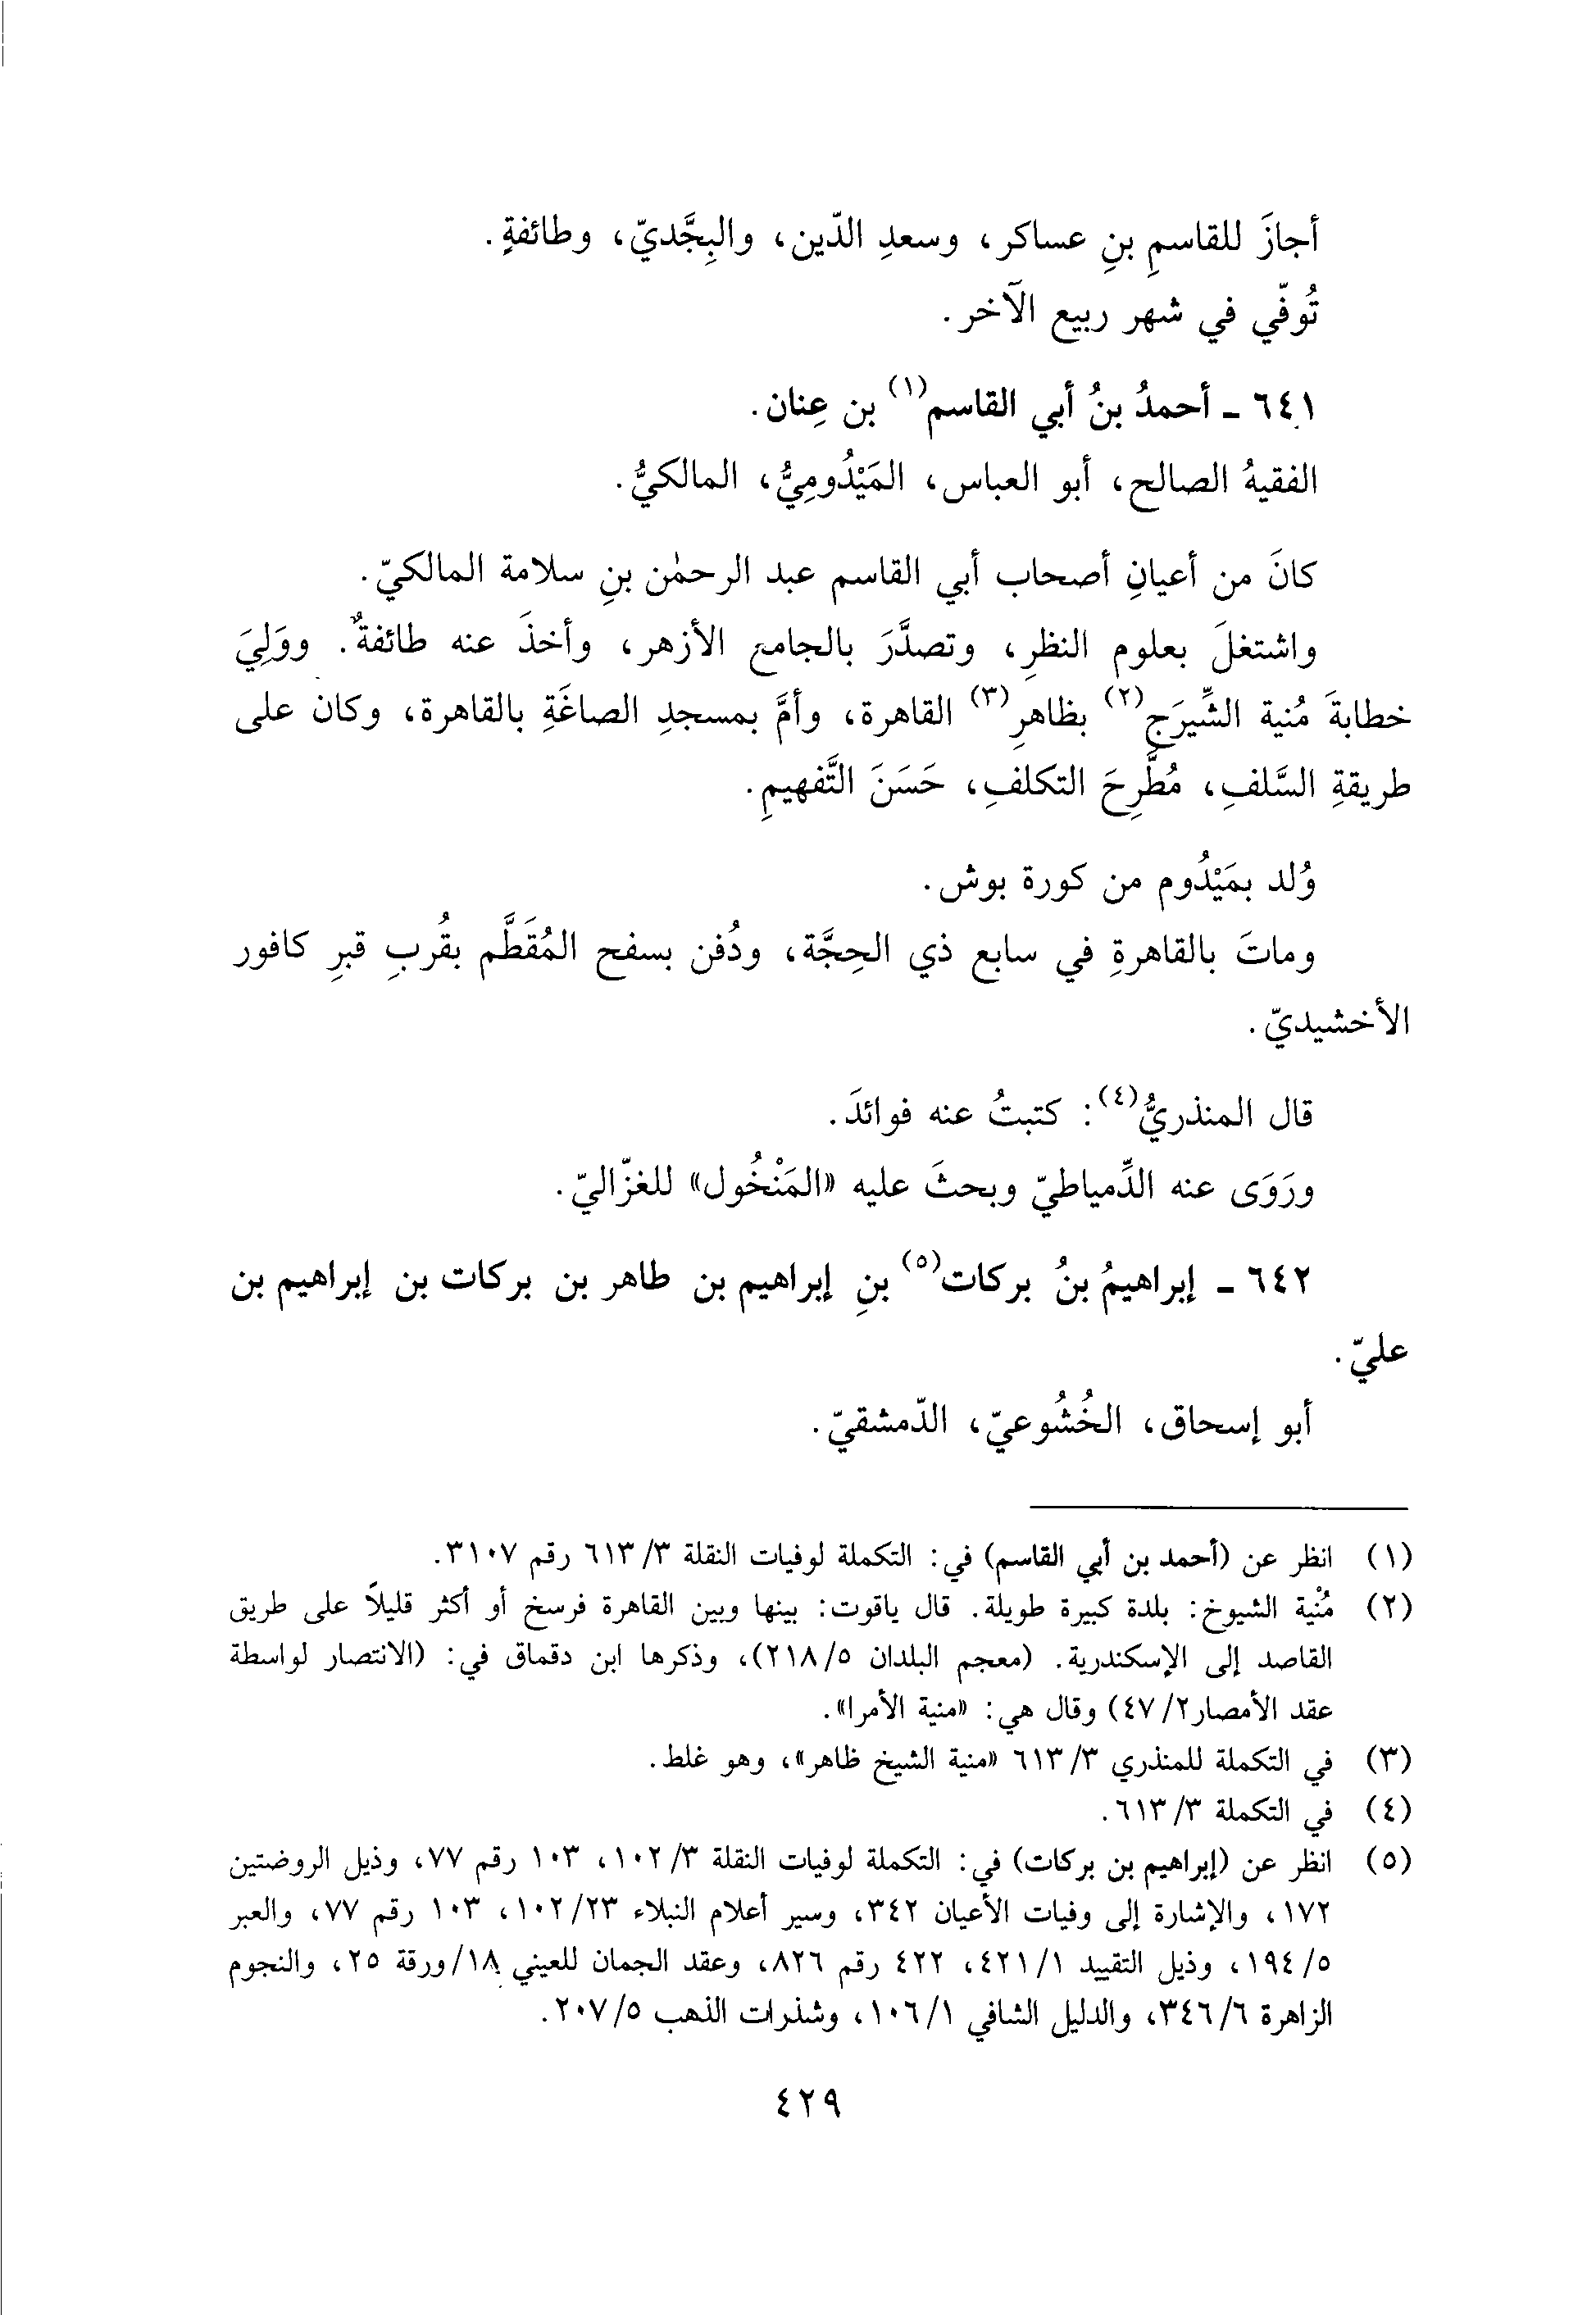 أجازَ للقاسمِ بنِ عساكر، وسعدِ الدّين، والبِجَّديّ، وطائفةٍ.
تُوفّي في شهر ربيع الآخر.
٦٤١ - أحمدُ بنُ أبي القاسم(١) بن عِنان.
الفقيهُ الصالح، أبو العباس، المَيْدُومِيُّ، المالكيُّ.
كانَ من أعيانِ أصحاب أبي القاسم عبد الرحمٰن بنِ سلامة المالكيّ.
واشتغلَ بعلوم النظرِ، وتصدَّرَ بالجامع الأزهر، وأخذَ عنه طائفةٌ. ووَلِيَ
خطابةَ مُنية الشِّيرَج(٢) بظاهرِ(٣) القاهرة، وأمَّ بمسجدِ الصاغَةِ بالقاهرة، وكان على
طريقةِ السَّلفِ، مُطَّرِحَ التكلفِ، حَسَنَ التَّفهيمِ.
وُلد بمَيْدُوم من كورة بوش.
وماتَ بالقاهرةِ في سابع ذي الحِجَّة، ودُفن بسفح المُقَطَّم بقُربِ قبرِ كافور
الأخشيديّ.
قال المنذريُّ(٤): كتبتُ عنه فوائدَ.
ورَوَى عنه الدِّمياطيّ وبحثَ عليه «المَنْخُول» للغزّاليّ.
٦٤٢ - إبراهيمُ بنُ بركات(٥) بنِ إبراهيم بن طاهر بن بركات بن إبراهيم بن
عليّ.
أبو إسحاق، الخُشُوعيّ، الدّمشقيّ.
(١) انظر عن (أحمد بن أبي القاسم) في: التكملة لوفيات النقلة ٣/ ٦١٣ رقم ٣١٠٧.
(٢) مُنْية الشيوخ: بلدة كبيرة طويلة. قال ياقوت: بينها وبين القاهرة فرسخ أو أكثر قليلاً على طريق
القاصد إلى الإسكندرية. (معجم البلدان ٥/ ٢١٨)، وذكرها ابن دقماق في: (الانتصار لواسطة
عقد الأمصار٢/ ٤٧) وقال هي: «منية الأمرا».
(٣) في التكملة للمنذري ٣/ ٦١٣ «منية الشيخ ظاهر»، وهو غلط.
(٤) في التكملة ٣/ ٦١٣.
(٥) انظر عن (إبراهيم بن بركات) في: التكملة لوفيات النقلة ٣/ ١٠٢، ١٠٣ رقم ٧٧، وذيل الروضتين
١٧٢، والإشارة إلى وفيات الأعيان ٣٤٢، وسير أعلام النبلاء ٢٣/ ١٠٢، ١٠٣ رقم ٧٧، والعبر
٥/ ١٩٤، وذيل التقييد ١/ ٤٢١، ٤٢٢ رقم ٨٢٦، وعقد الجمان للعيني ١٨/ورقة ٢٥، والنجوم
الزاهرة ٦/ ٣٤٦، والدليل الشافي ١/ ١٠٦، وشذرات الذهب ٥/ ٢٠٧.
٤٢٩